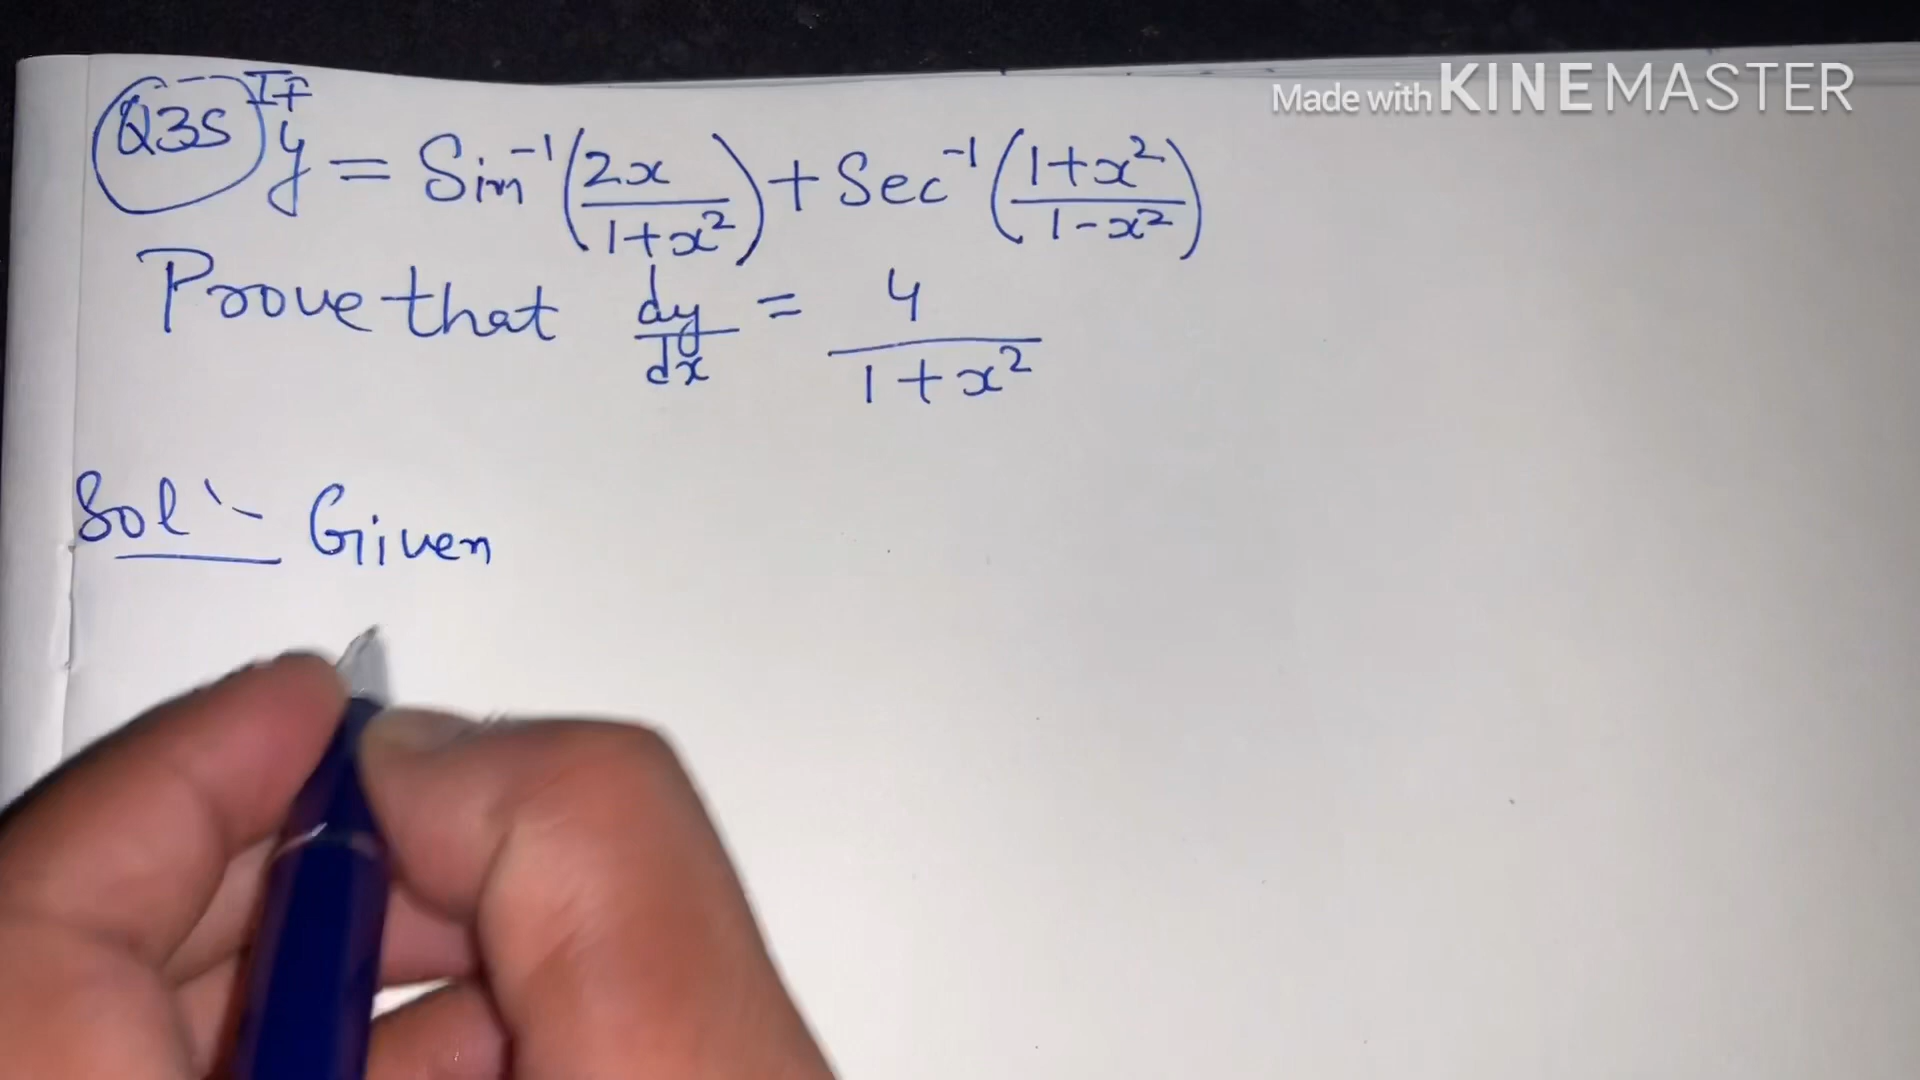 Made with KINEMASTER
Q35 If
y = Sin⁻¹(2x/(1+x²)) + Sec⁻¹((1+x²)/(1-x²))
Prove that dy/dx = 4/(1+x²)
Sol:- Given